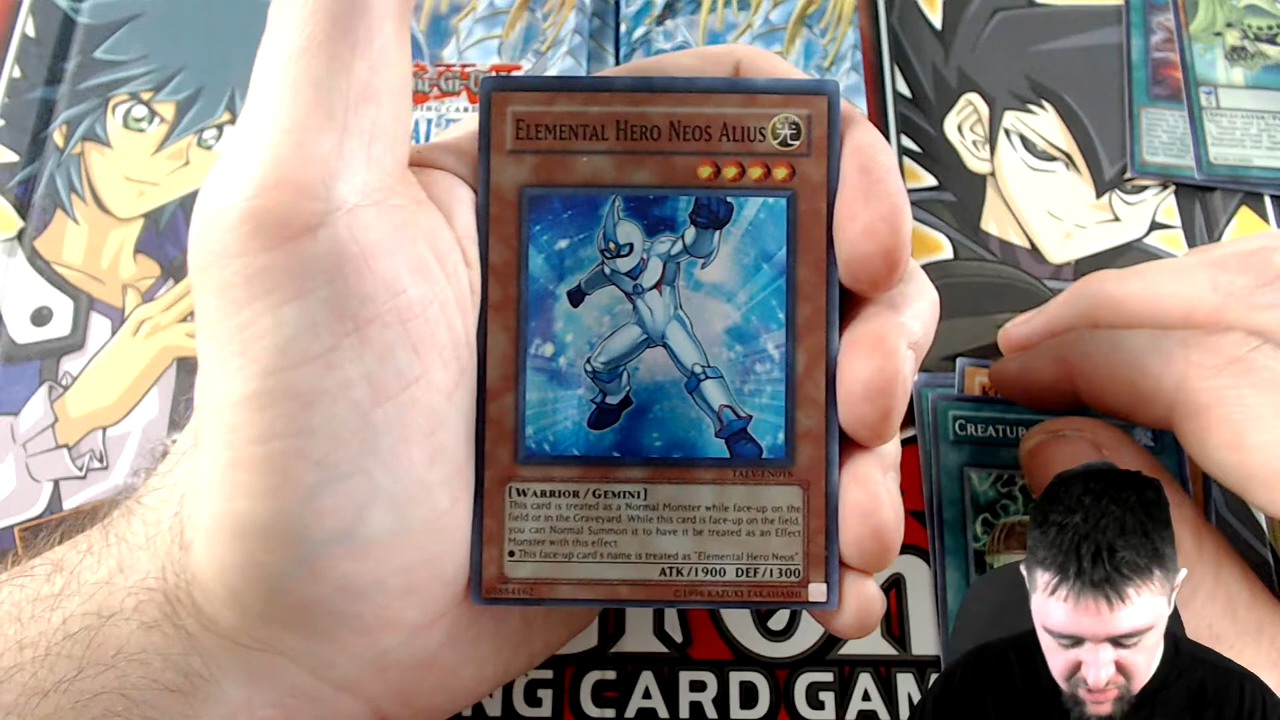 ELEMENTAL HERO NEOS ALIUS
光
TAEV-EN018
[WARRIOR / GEMINI]
This card is treated as a Normal Monster while face-up on the
field or in the Graveyard. While this card is face-up on the field,
you can Normal Summon it to have it be treated as an Effect
Monster with this effect.
● This face-up card's name is treated as "Elemental Hero Neos"
ATK/1900 DEF/1300
©1996 KAZUKI TAKAHASHI
CREATUR
NG CARD GAM